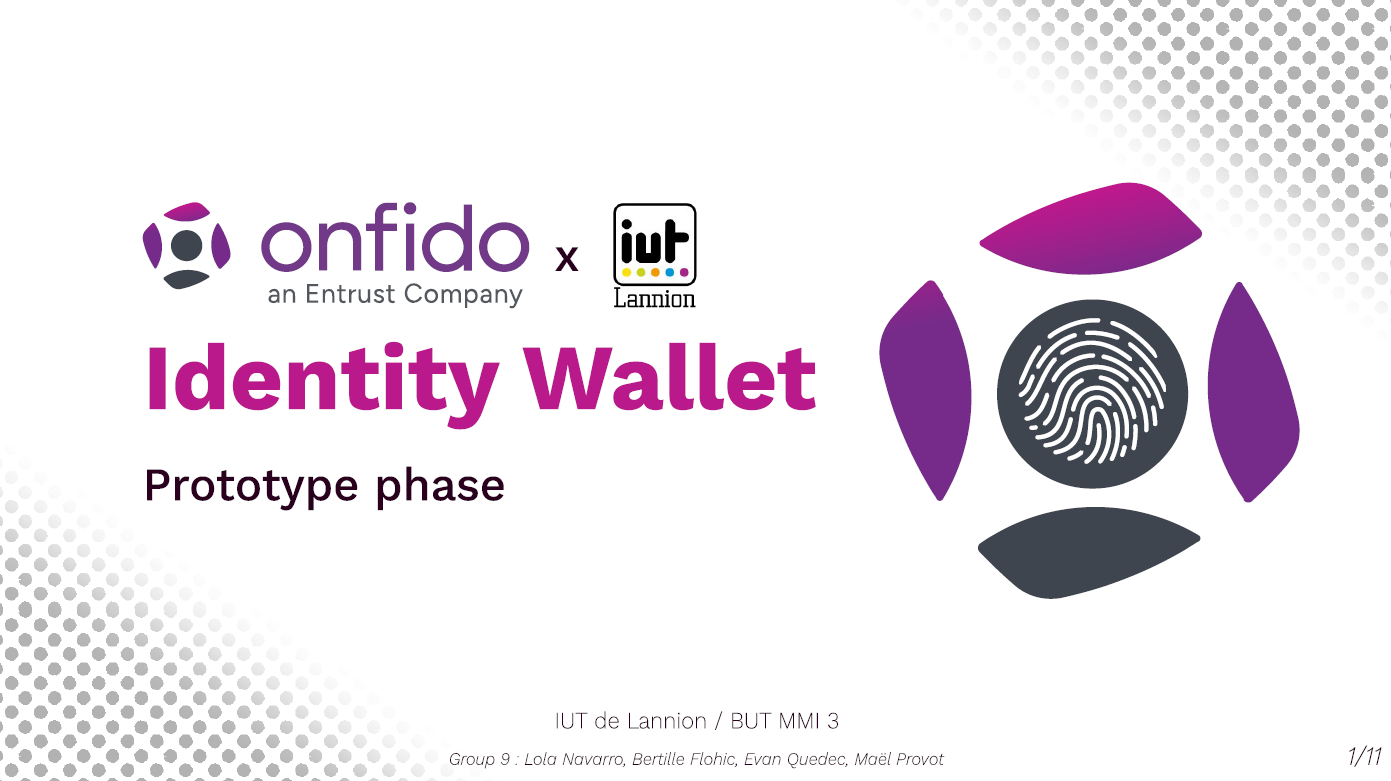 onfido
an Entrust Company
x
iut
Lannion
Identity Wallet
Prototype phase
IUT de Lannion / BUT MMI 3
Group 9 : Lola Navarro, Bertille Flohic, Evan Quedec, Maël Provot
1/11